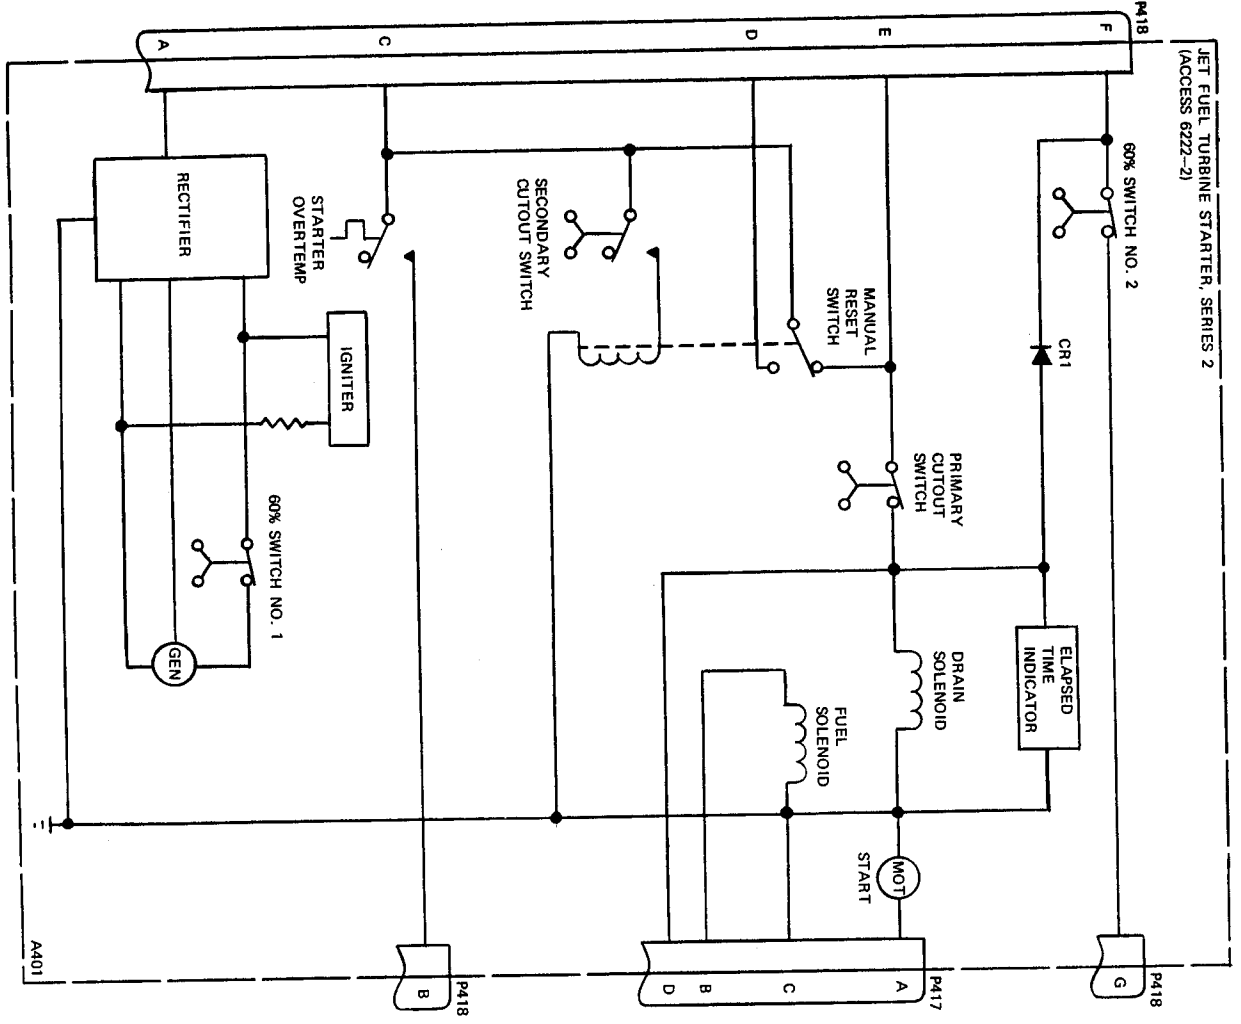 JET FUEL TURBINE STARTER, SERIES 2
(ACCESS 6222-2)
P418
F
E
D
C
A
60% SWITCH NO. 2
CR1
ELAPSED
TIME
INDICATOR
P418
G
MANUAL
RESET
SWITCH
PRIMARY
CUTOUT
SWITCH
DRAIN
SOLENOID
FUEL
SOLENOID
MOT
START
P417
A
C
B
D
SECONDARY
CUTOUT SWITCH
STARTER
OVERTEMP
P418
B
RECTIFIER
IGNITER
60% SWITCH NO. 1
GEN
A401